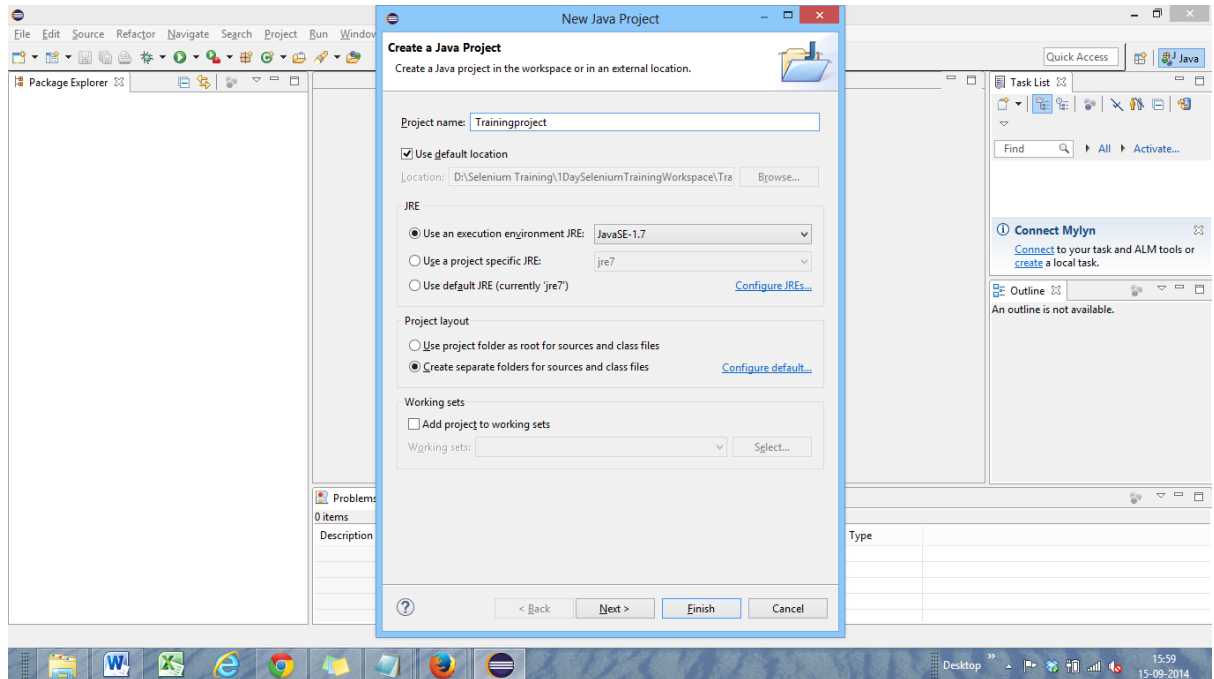 New Java Project
File Edit Source Refactor Navigate Search Project Run Window
Quick Access
Java
Package Explorer
Create a Java Project
Create a Java project in the workspace or in an external location.
Project name: Trainingproject
Use default location
Location: D:\Selenium Training\1DaySeleniumTrainingWorkspace\Tra Browse...
JRE
Use an execution environment JRE: JavaSE-1.7
Use a project specific JRE: jre7
Use default JRE (currently 'jre7') Configure JREs...
Project layout
Use project folder as root for sources and class files
Create separate folders for sources and class files Configure default...
Working sets
Add project to working sets
Working sets: Select...
< Back Next > Finish Cancel
Task List
Find All Activate...
Connect Mylyn
Connect to your task and ALM tools or
create a local task.
Outline
An outline is not available.
Problems
0 items
Description Type
Desktop
15:59
15-09-2014